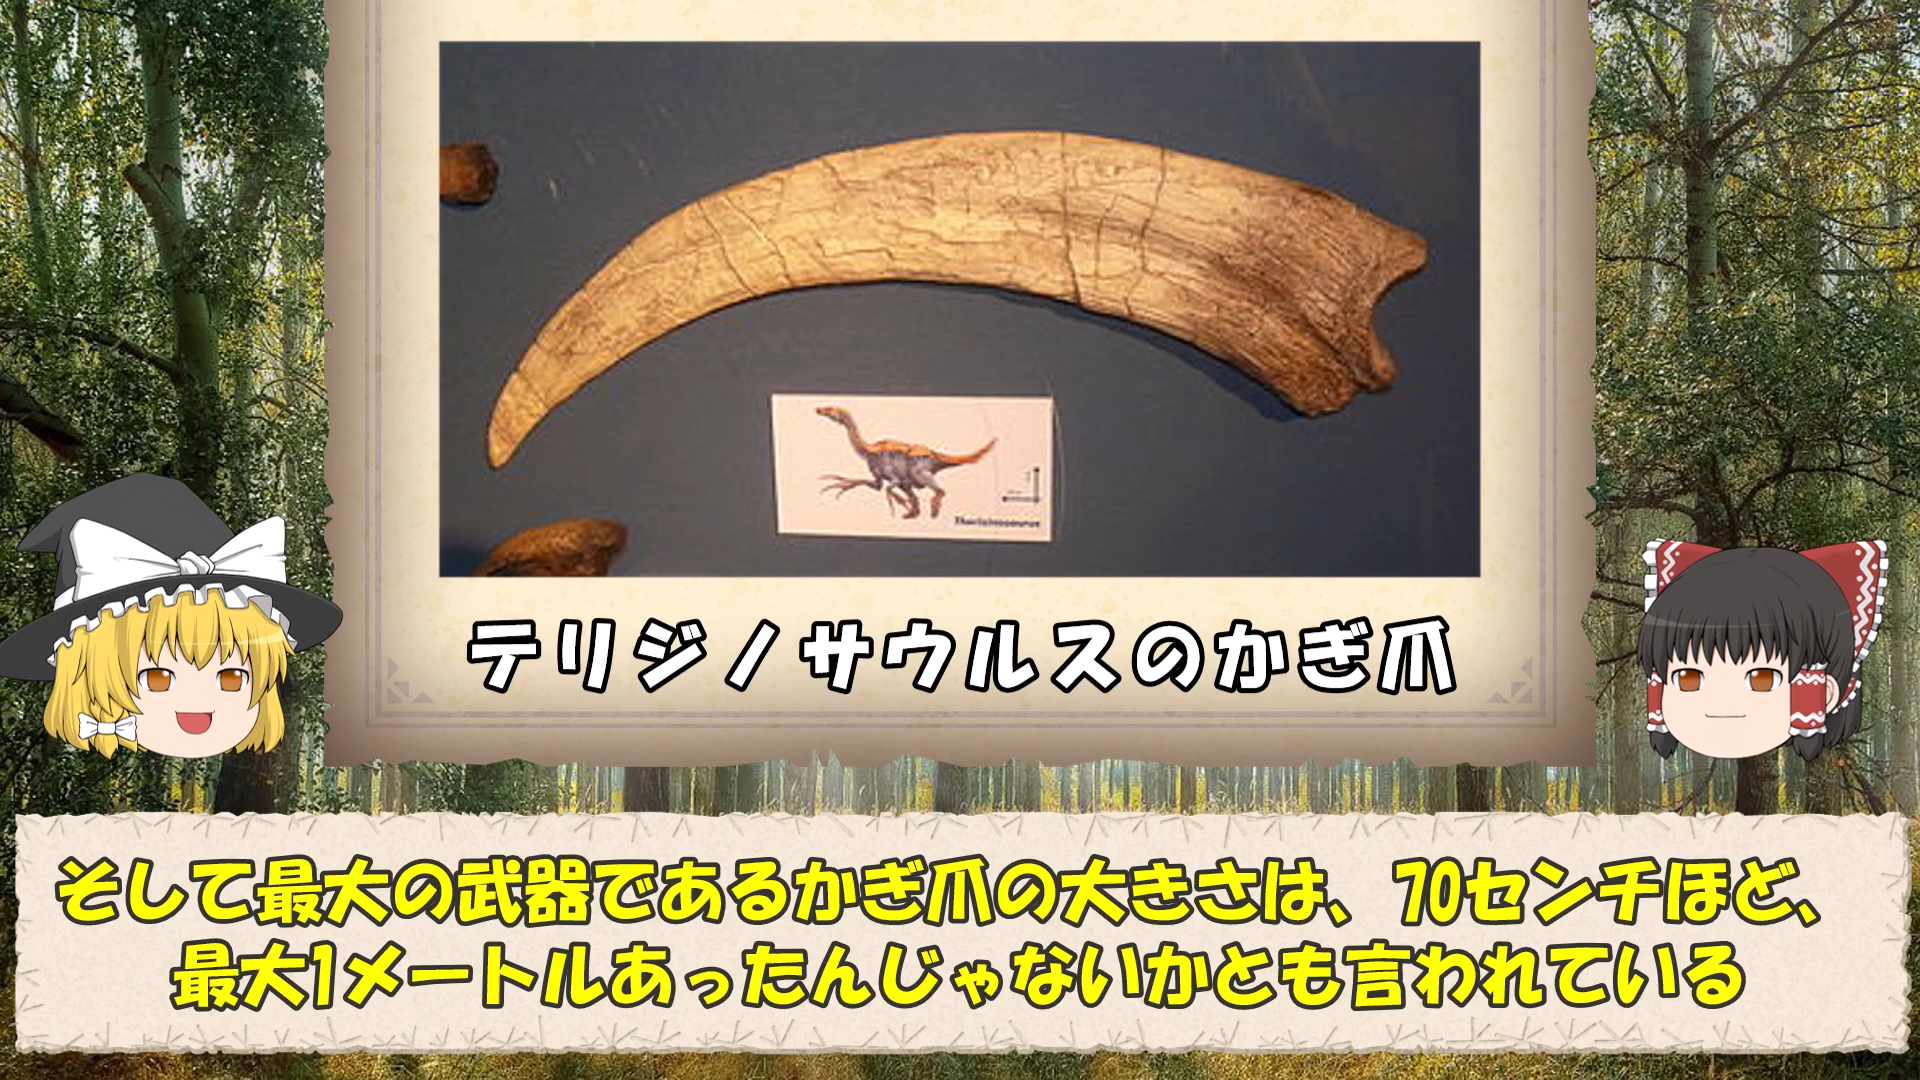 テリジノサウルスのかぎ爪
そして最大の武器であるかぎ爪の大きさは、70センチほど、
最大1メートルあったんじゃないかとも言われている